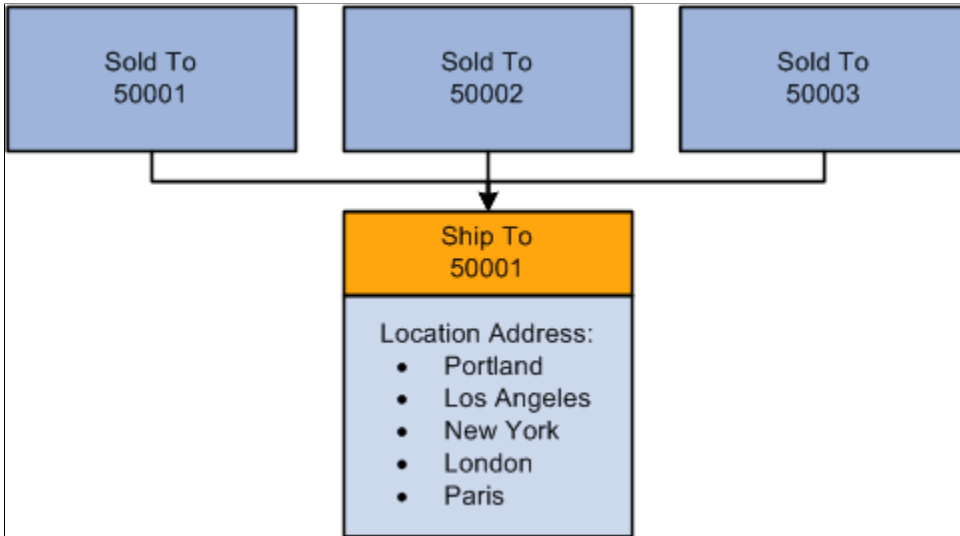 Sold To
50001
Sold To
50002
Sold To
50003
Ship To
50001
Location Address:
• Portland
• Los Angeles
• New York
• London
• Paris